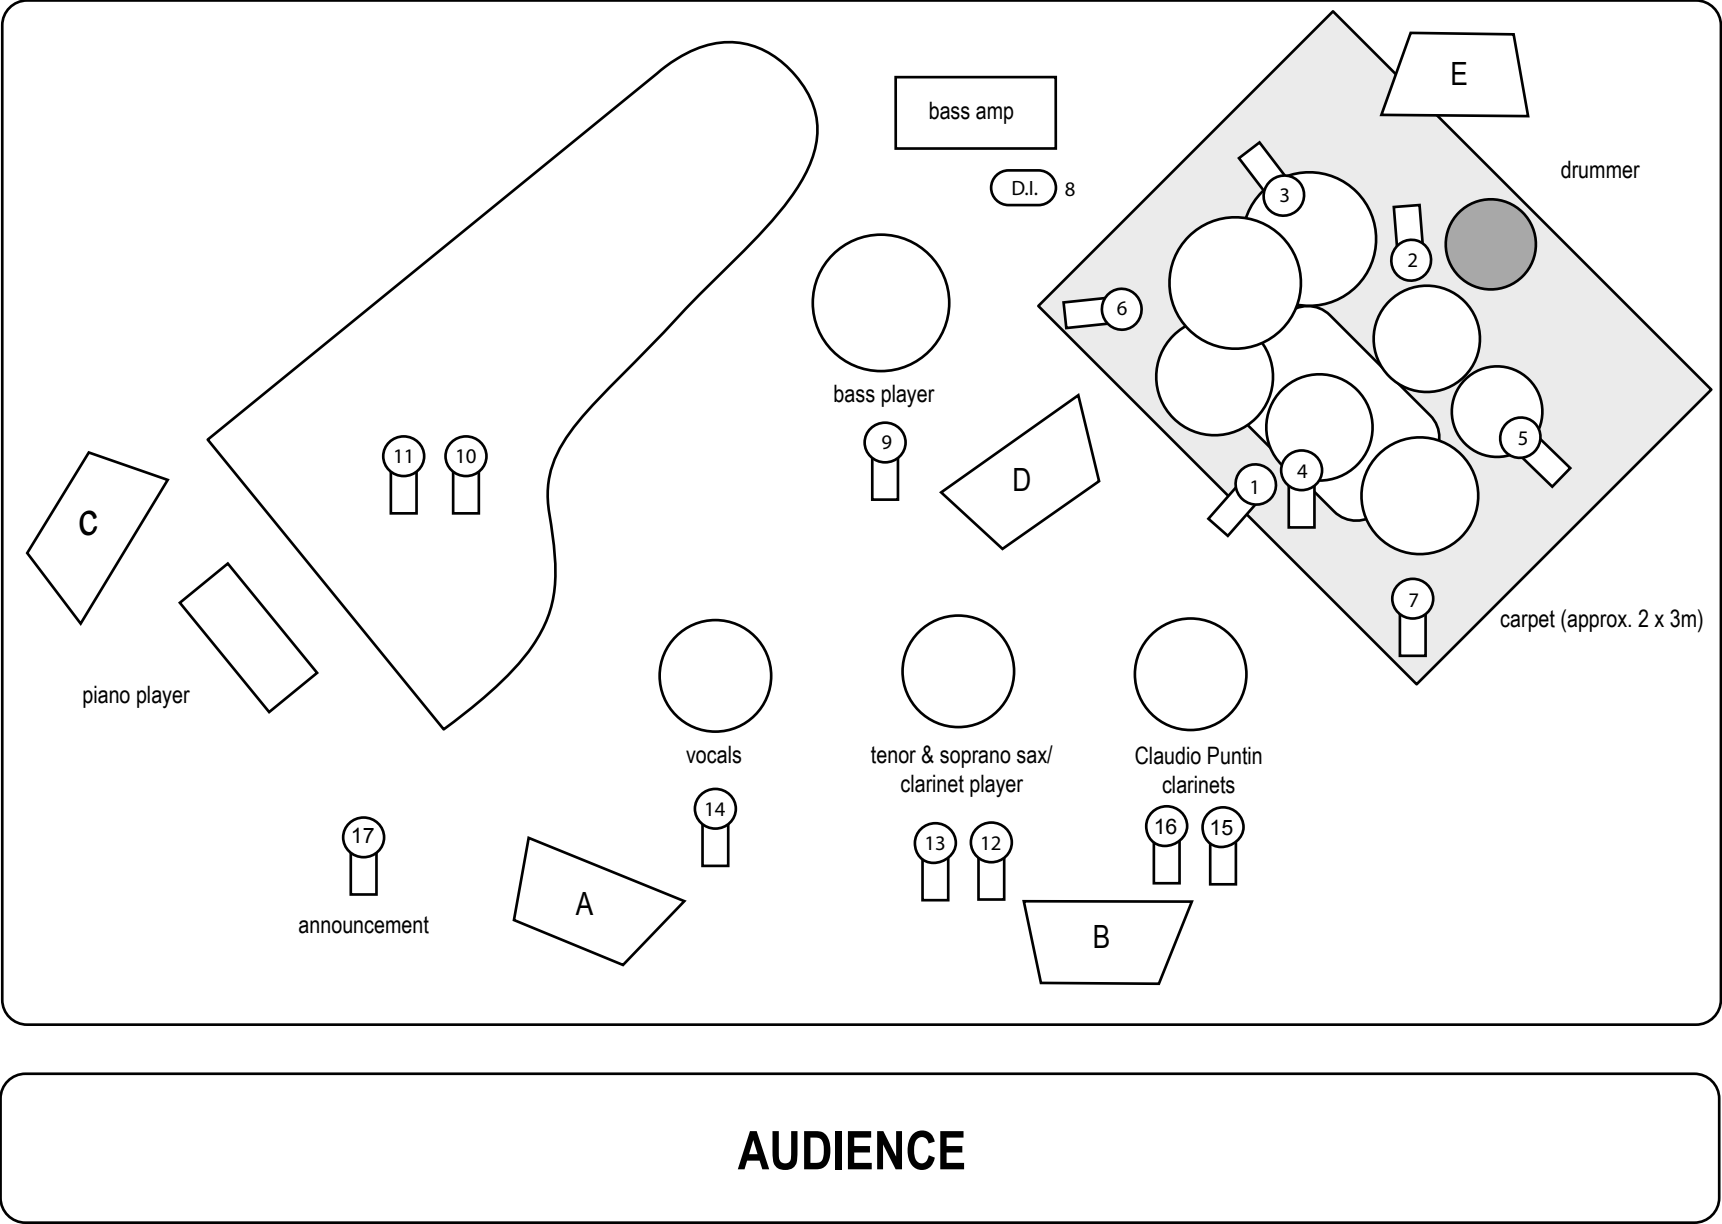 E
bass amp
drummer
D.I. 8
3
2
6
bass player
9
11
10
C
D
5
4
1
7
carpet (approx. 2 x 3m)
piano player
vocals
tenor & soprano sax/
clarinet player
Claudio Puntin
clarinets
14
17
13
12
16
15
announcement
A
B
AUDIENCE